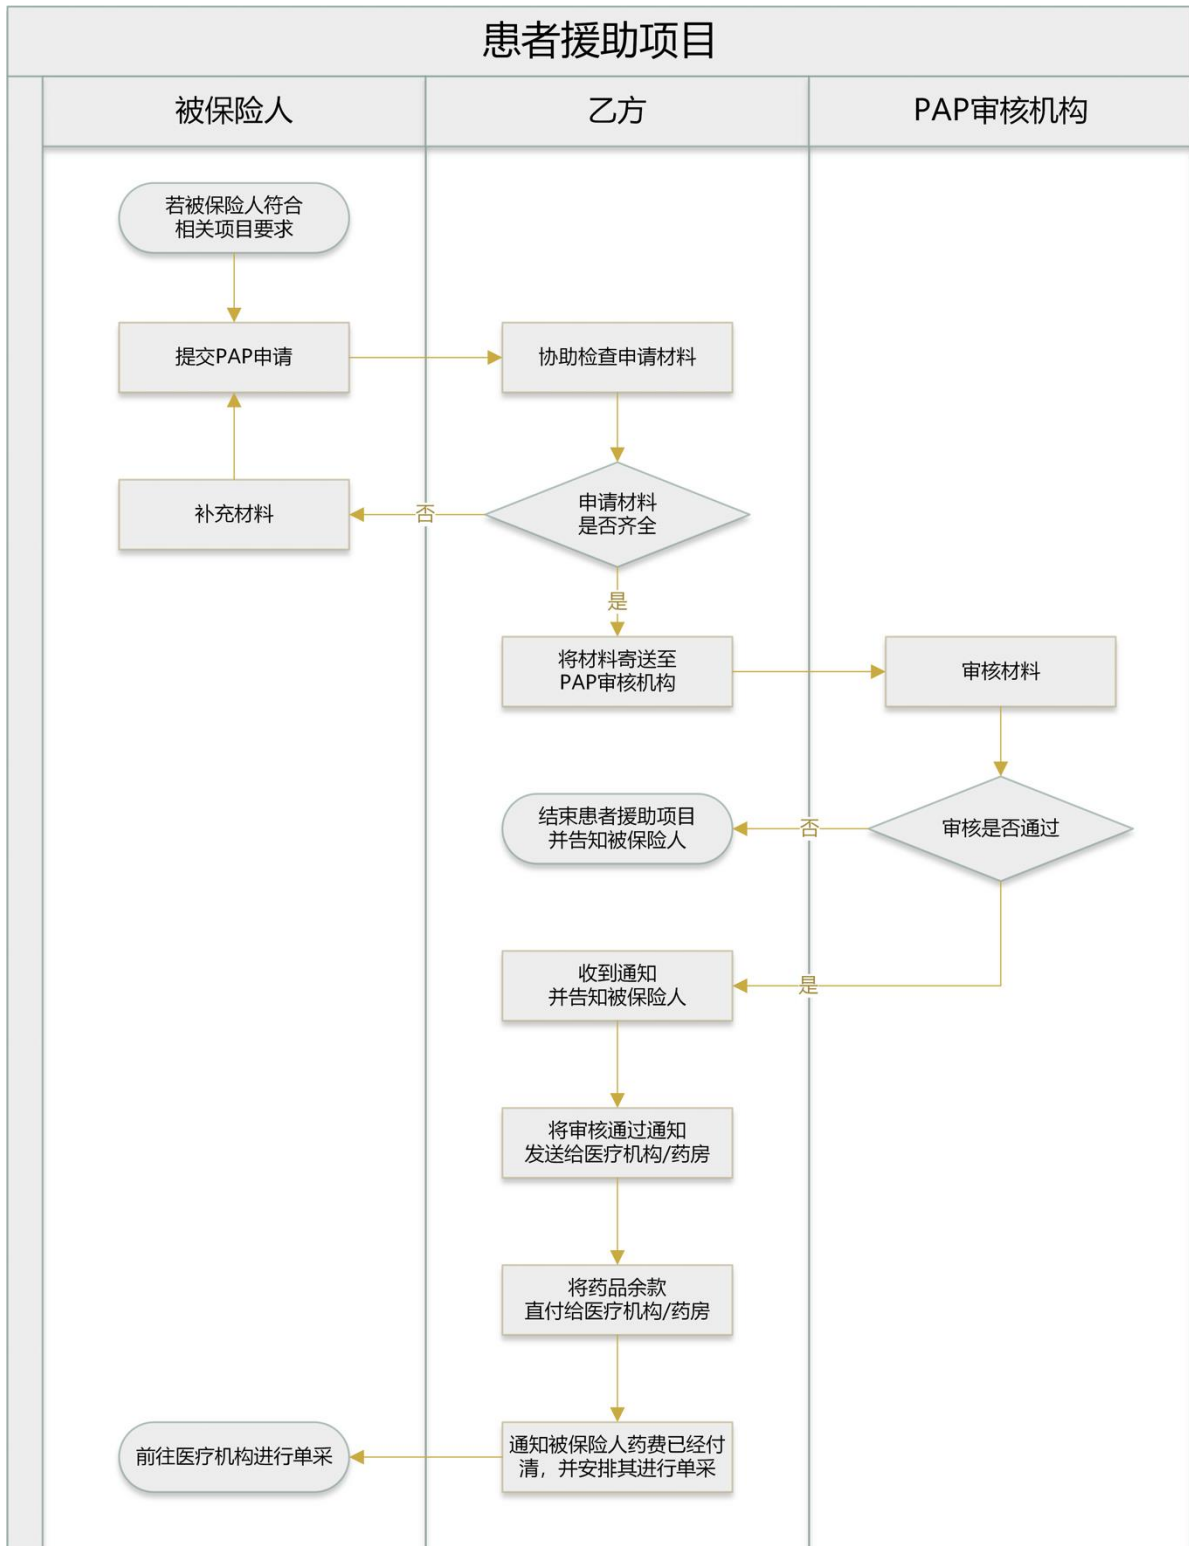 患者援助项目
被保险人
乙方
PAP审核机构
若被保险人符合
相关项目要求
提交PAP申请
协助检查申请材料
补充材料
否
申请材料
是否齐全
是
将材料寄送至
PAP审核机构
审核材料
结束患者援助项目
并告知被保险人
否
审核是否通过
收到通知
并告知被保险人
是
将审核通过通知
发送给医疗机构/药房
将药品余款
直付给医疗机构/药房
前往医疗机构进行单采
通知被保险人药费已经付
清，并安排其进行单采